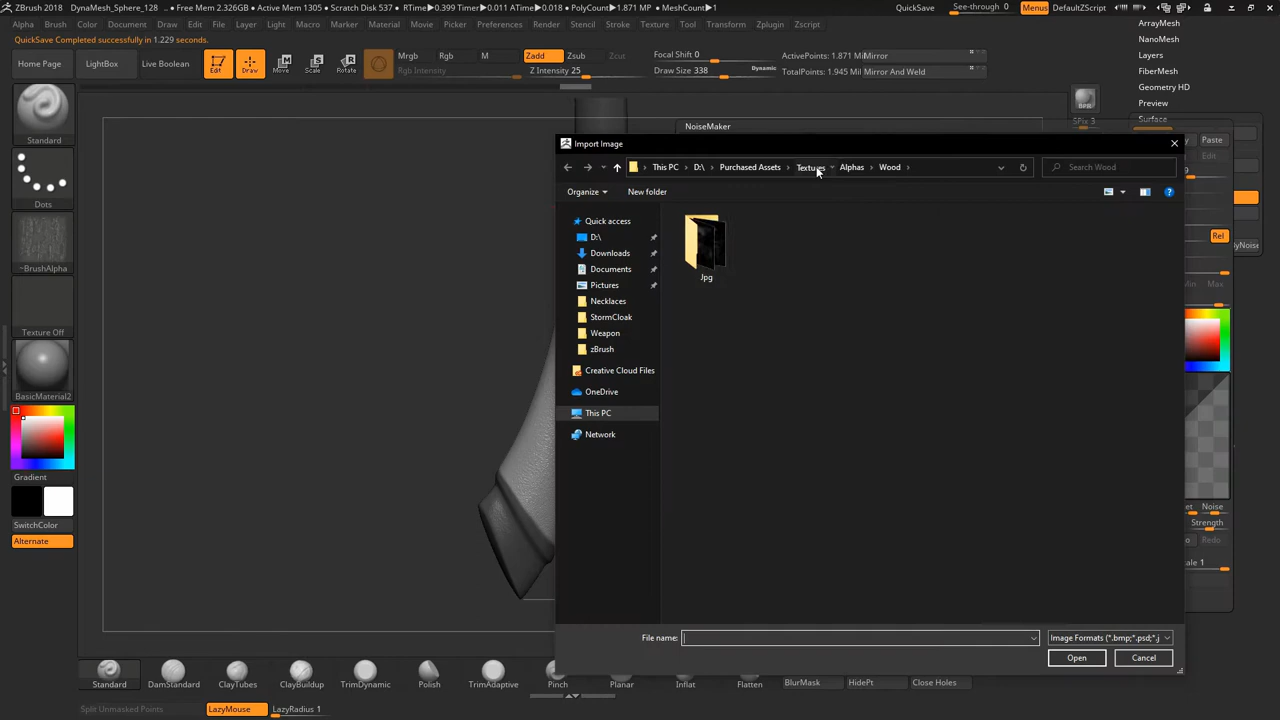 ZBrush 2018 DynaMesh_Sphere_128 .. • Free Mem 2.326GB • Active Mem 1305 • Scratch Disk 537 • RTime▶0.399 Timer▶0.011 ATime▶0.018 • PolyCount▶1.871 MP • MeshCount▶1 QuickSave See-through 0 Menus DefaultZScript
Alpha Brush Color Document Draw Edit File Layer Light Macro Marker Material Movie Picker Preferences Render Stencil Stroke Texture Tool Transform Zplugin Zscript
QuickSave Completed successfully in 1.229 seconds.
Home Page LightBox Live Boolean Edit Draw Move Scale Rotate
Mrgb Rgb M Zadd Zsub Zcut Focal Shift 0 ActivePoints: 1.871 Mil Mirror
Rgb Intensity Z Intensity 25 Draw Size 338 Dynamic TotalPoints: 1.945 Mil Mirror And Weld
ArrayMesh
NanoMesh
Layers
FiberMesh
Geometry HD
Preview
Surface
BPR
SPix 3
Standard
Dots
~BrushAlpha
Texture Off
BasicMaterial2
Gradient
SwitchColor
Alternate
NoiseMaker
Import Image
This PC D:\ Purchased Assets Textures Alphas Wood Search Wood
Organize New folder
Quick access
D:\
Downloads
Documents
Pictures
Necklaces
StormCloak
Weapon
zBrush
Creative Cloud Files
OneDrive
This PC
Network
Jpg
File name: Image Formats (*.bmp;*.psd;*.j
Open Cancel
Paste
Edit
Rel
Min Max
Noise
Strength
Redo
Scale 1
Standard DamStandard ClayTubes ClayBuildup TrimDynamic Polish TrimAdaptive Pinch Planar Inflat Flatten BlurMask HidePt Close Holes
Split Unmasked Points LazyMouse LazyRadius 1